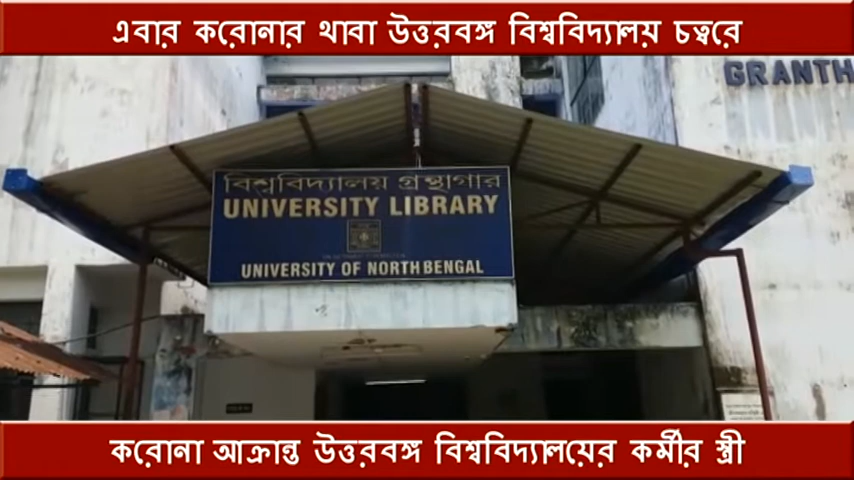 এবার করোনার থাবা উত্তরবঙ্গ বিশ্ববিদ্যালয় চত্বরে
GRANTH
বিশ্ববিদ্যালয় গ্রন্থাগার
UNIVERSITY LIBRARY
UNIVERSITY OF NORTH BENGAL
করোনা আক্রান্ত উত্তরবঙ্গ বিশ্ববিদ্যালয়ের কর্মীর স্ত্রী